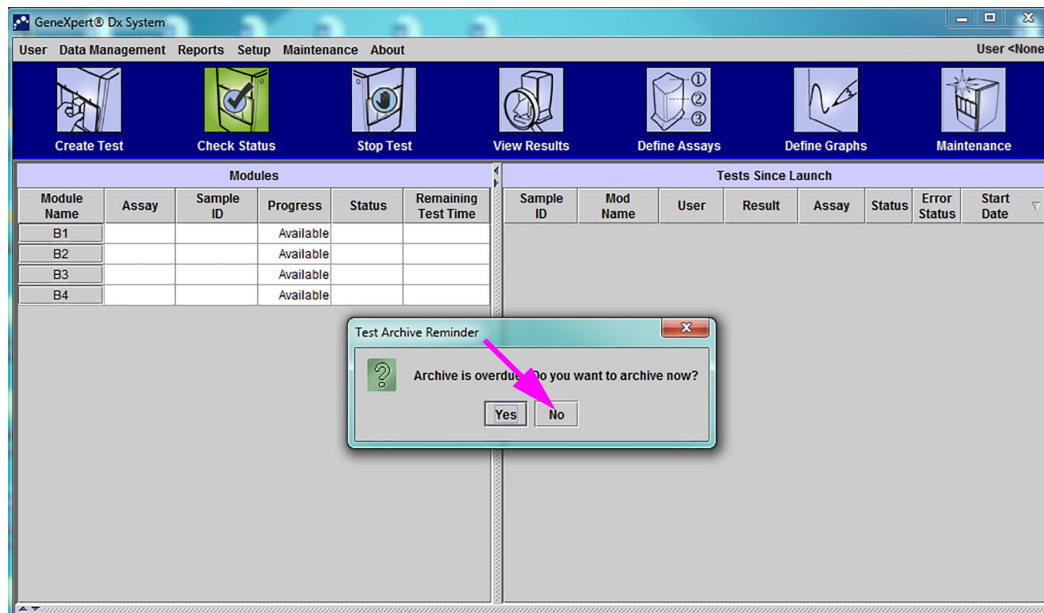 GeneXpert® Dx System
User Data Management Reports Setup Maintenance About User <None
① ② ③
Create Test Check Status Stop Test View Results Define Assays Define Graphs Maintenance
Modules
Module Name Assay Sample ID Progress Status Remaining Test Time
B1 Available
B2 Available
B3 Available
B4 Available
Tests Since Launch
Sample ID Mod Name User Result Assay Status Error Status Start Date
Test Archive Reminder
Archive is overdue Do you want to archive now?
Yes No